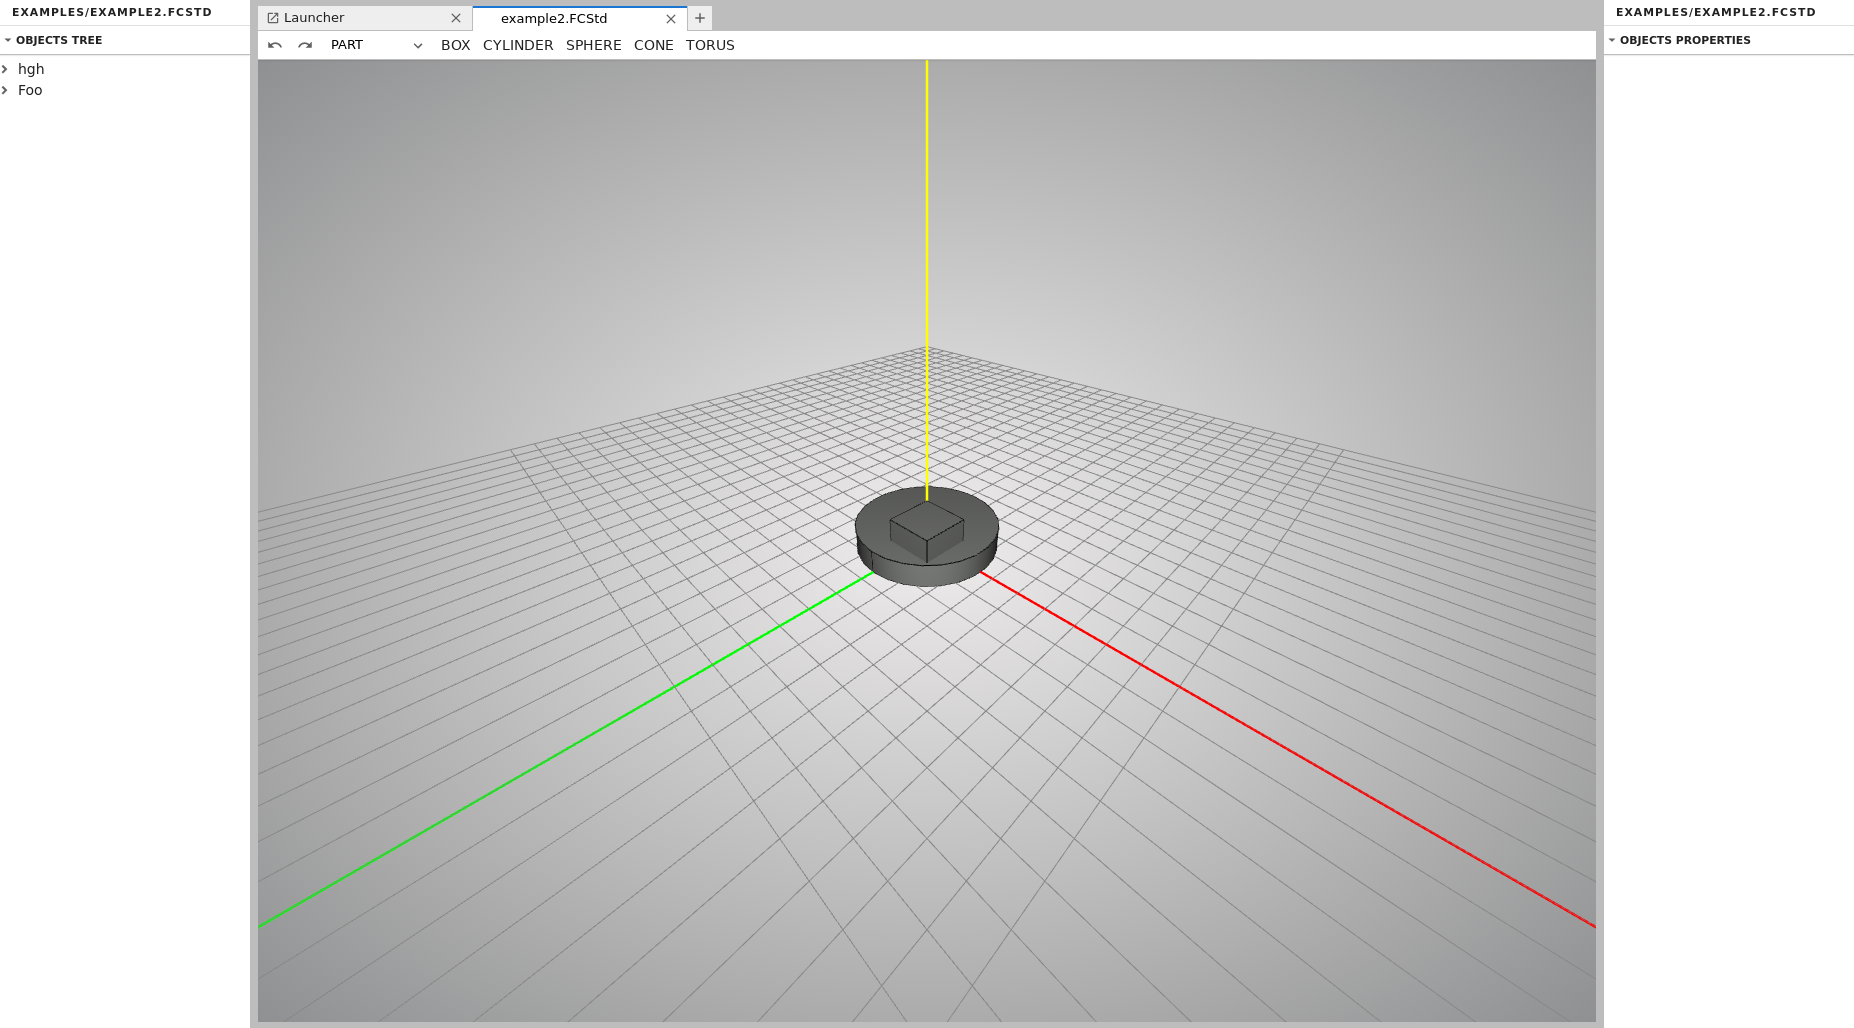 EXAMPLES/EXAMPLE2.FCSTD
OBJECTS TREE
hgh
Foo
Launcher
example2.FCStd
PART
BOX CYLINDER SPHERE CONE TORUS
EXAMPLES/EXAMPLE2.FCSTD
OBJECTS PROPERTIES